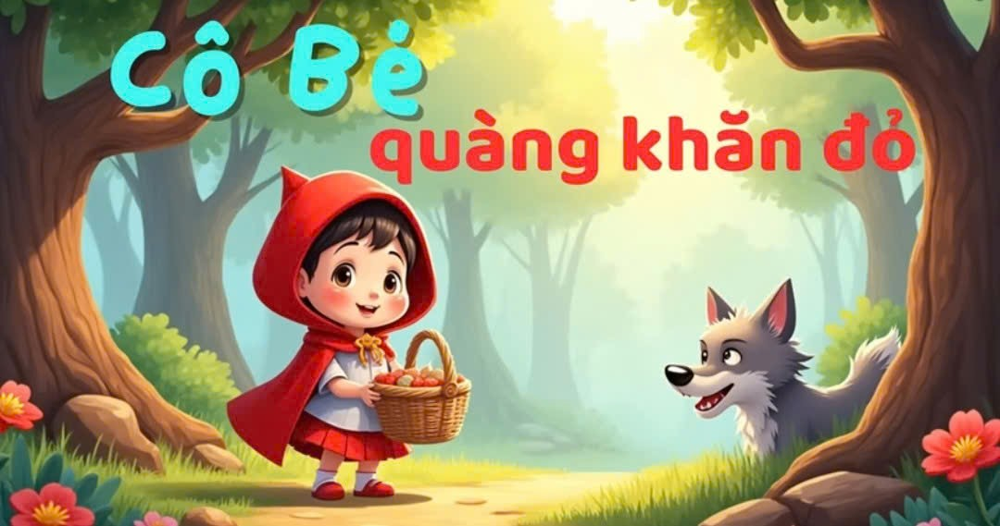 Cô Bé
quàng khăn đỏ